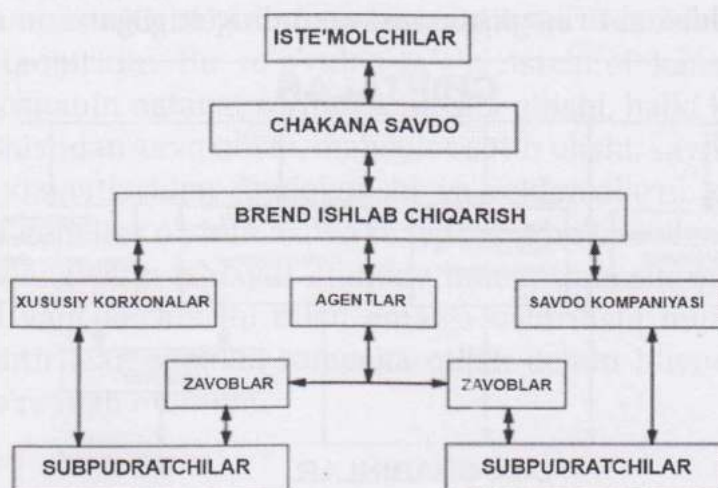 ISTE'MOLCHILAR
CHAKANA SAVDO
BREND ISHLAB CHIQARISH
XUSUSIY KORXONALAR
AGENTLAR
SAVDO KOMPANIYASI
ZAVOBLAR
ZAVOBLAR
SUBPUDRATCHILAR
SUBPUDRATCHILAR